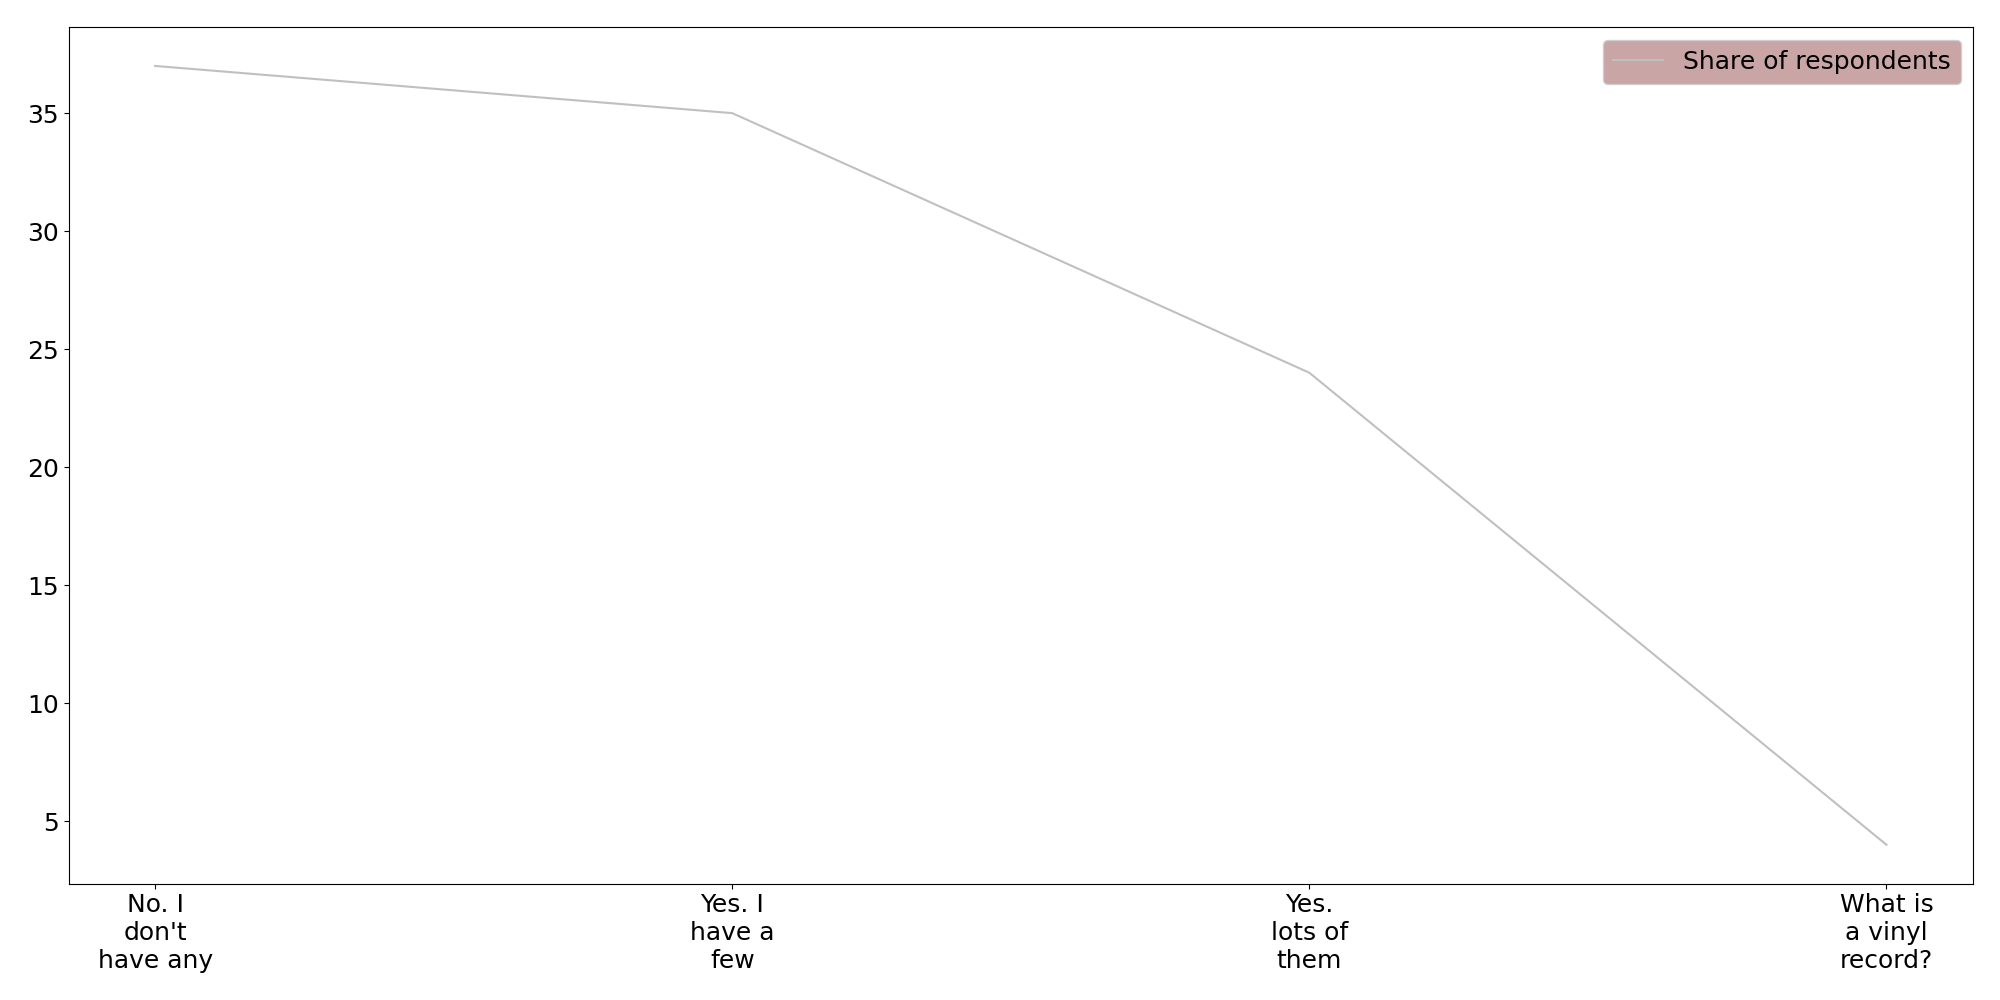 Share of respondents
35
30
25
20
15
10
5
No. I
don't
have any
Yes. I
have a
few
Yes.
lots of
them
What is
a vinyl
record?